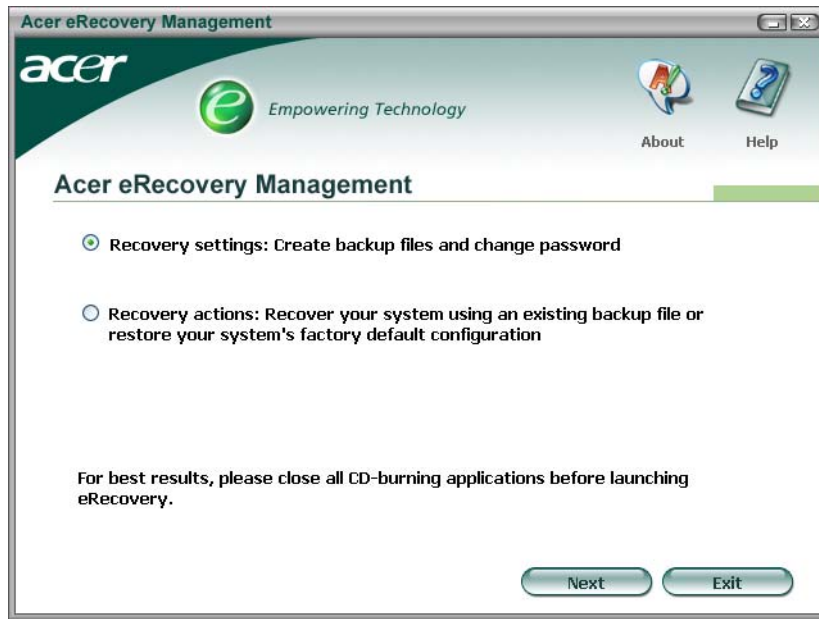 Acer eRecovery Management
acer
e
Empowering Technology
About
Help
Acer eRecovery Management
Recovery settings: Create backup files and change password
Recovery actions: Recover your system using an existing backup file or
restore your system's factory default configuration
For best results, please close all CD-burning applications before launching
eRecovery.
Next
Exit